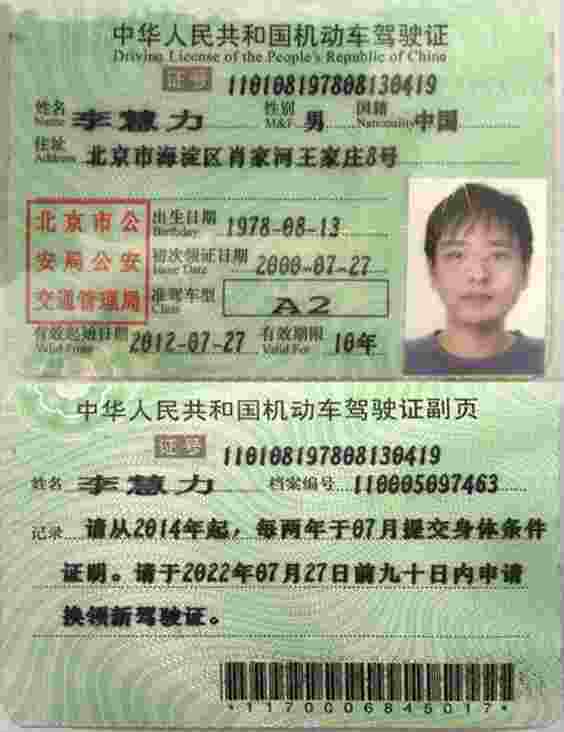 中华人民共和国机动车驾驶证
Driving License of the People's Republic of China
证号 110108197808130419
姓名 Name 李慧力 性别 M&F 男 国籍 Nationality 中国
住址 Address 北京市海淀区肖家河王家庄8号
北京市公
安局公安
交通管理局
出生日期 Birthday 1978-08-13
初次领证日期 Issue Date 2000-07-27
准驾车型 Class A2
有效起始日期 Valid From 2012-07-27 有效期限 Valid For 10年
中华人民共和国机动车驾驶证副页
证号 110108197808130419
姓名 李慧力 档案编号 110005097463
记录 请从2014年起，每两年于07月提交身体条件
证明。请于2022年07月27日前九十日内申请
换领新驾驶证。
*1170006845017*